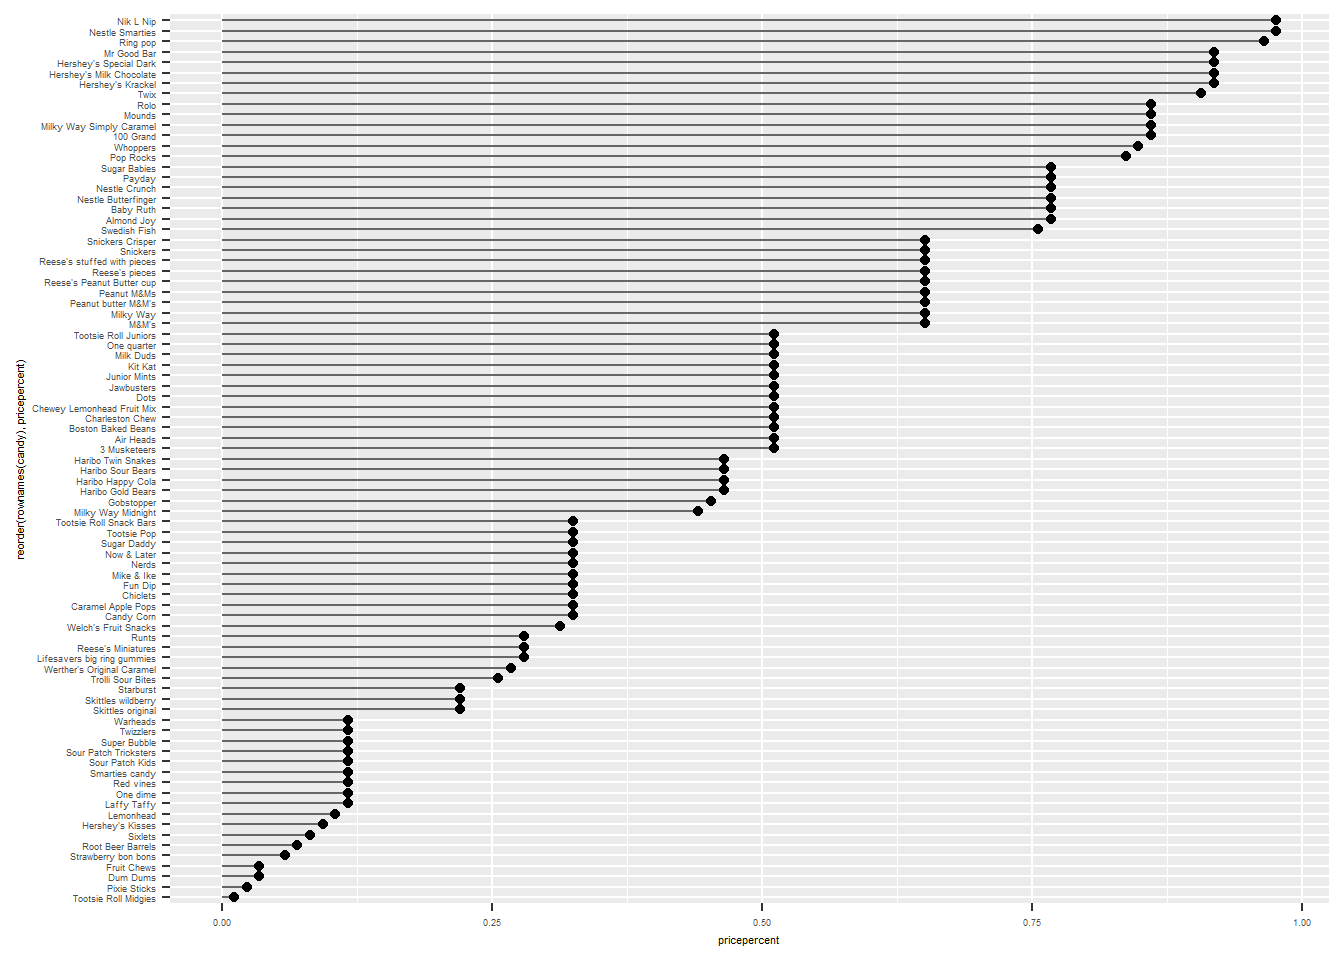 Nik L Nip
Nestle Smarties
Ring pop
Mr Good Bar
Hershey's Special Dark
Hershey's Milk Chocolate
Hershey's Krackel
Twix
Rolo
Mounds
Milky Way Simply Caramel
100 Grand
Whoppers
Pop Rocks
Sugar Babies
Payday
Nestle Crunch
Nestle Butterfinger
Baby Ruth
Almond Joy
Swedish Fish
Snickers Crisper
Snickers
Reese's stuffed with pieces
Reese's pieces
Reese's Peanut Butter cup
Peanut M&Ms
Peanut butter M&M's
Milky Way
M&M's
Tootsie Roll Juniors
One quarter
Milk Duds
Kit Kat
Junior Mints
Jawbusters
Dots
Chewey Lemonhead Fruit Mix
Charleston Chew
Boston Baked Beans
Air Heads
3 Musketeers
Haribo Twin Snakes
Haribo Sour Bears
Haribo Happy Cola
Haribo Gold Bears
Gobstopper
Milky Way Midnight
Tootsie Roll Snack Bars
Tootsie Pop
Sugar Daddy
Now & Later
Nerds
Mike & Ike
Fun Dip
Chiclets
Caramel Apple Pops
Candy Corn
Welch's Fruit Snacks
Runts
Reese's Miniatures
Lifesavers big ring gummies
Werther's Original Caramel
Trolli Sour Bites
Starburst
Skittles wildberry
Skittles original
Warheads
Twizzlers
Super Bubble
Sour Patch Tricksters
Sour Patch Kids
Smarties candy
Red vines
One dime
Laffy Taffy
Lemonhead
Hershey's Kisses
Sixlets
Root Beer Barrels
Strawberry bon bons
Fruit Chews
Dum Dums
Pixie Sticks
Tootsie Roll Midgies
reorder(rownames(candy), pricepercent)
0.00 0.25 0.50 0.75 1.00
pricepercent